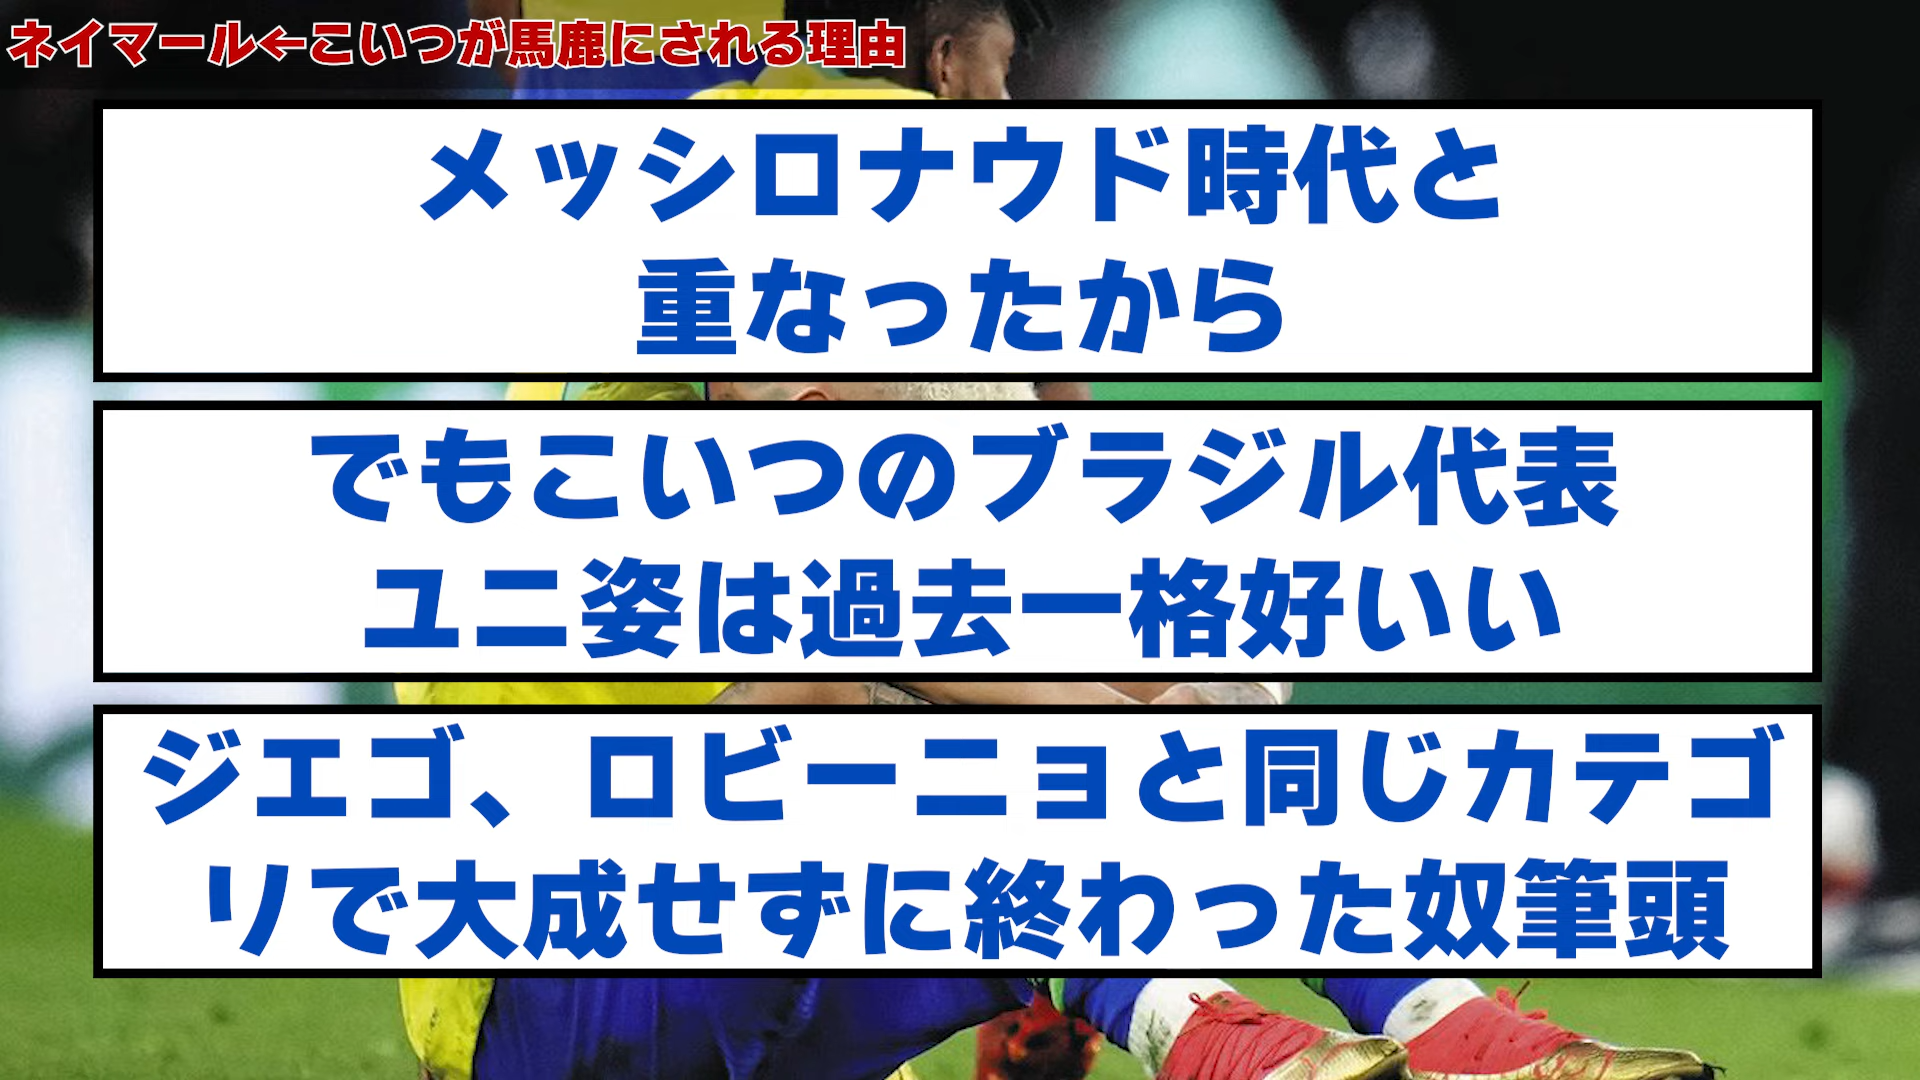 ネイマール←こいつが馬鹿にされる理由
メッシロナウド時代と
重なったから
でもこいつのブラジル代表
ユニ姿は過去一格好いい
ジエゴ、ロビーニョと同じカテゴ
リで大成せずに終わった奴筆頭